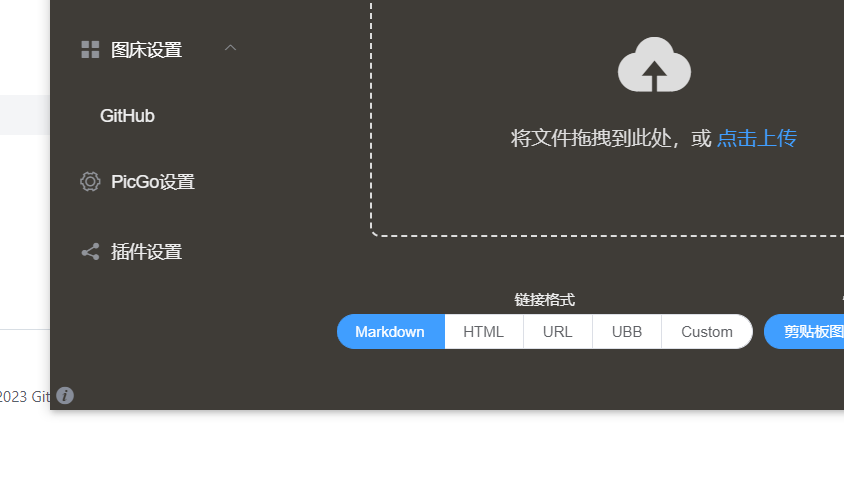 图床设置
GitHub
PicGo设置
插件设置
将文件拖拽到此处，或 点击上传
链接格式
Markdown HTML URL UBB Custom
剪贴板图
2023 Git